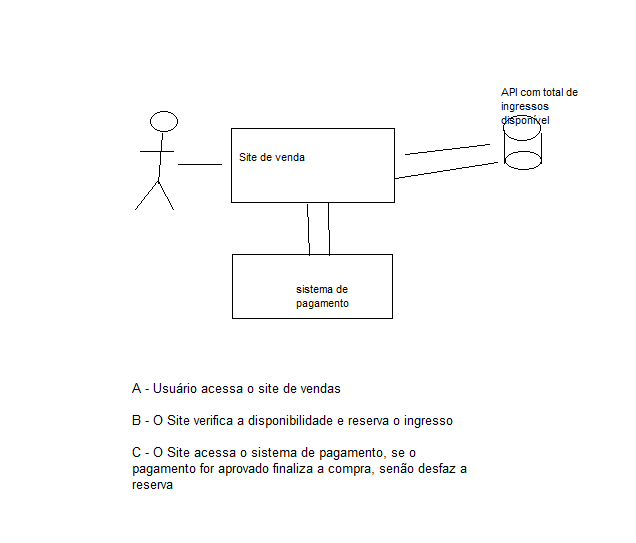 API com total de
ingressos
disponível
Site de venda
sistema de
pagamento
A - Usuário acessa o site de vendas
B - O Site verifica a disponibilidade e reserva o ingresso
C - O Site acessa o sistema de pagamento, se o
pagamento for aprovado finaliza a compra, senão desfaz a
reserva